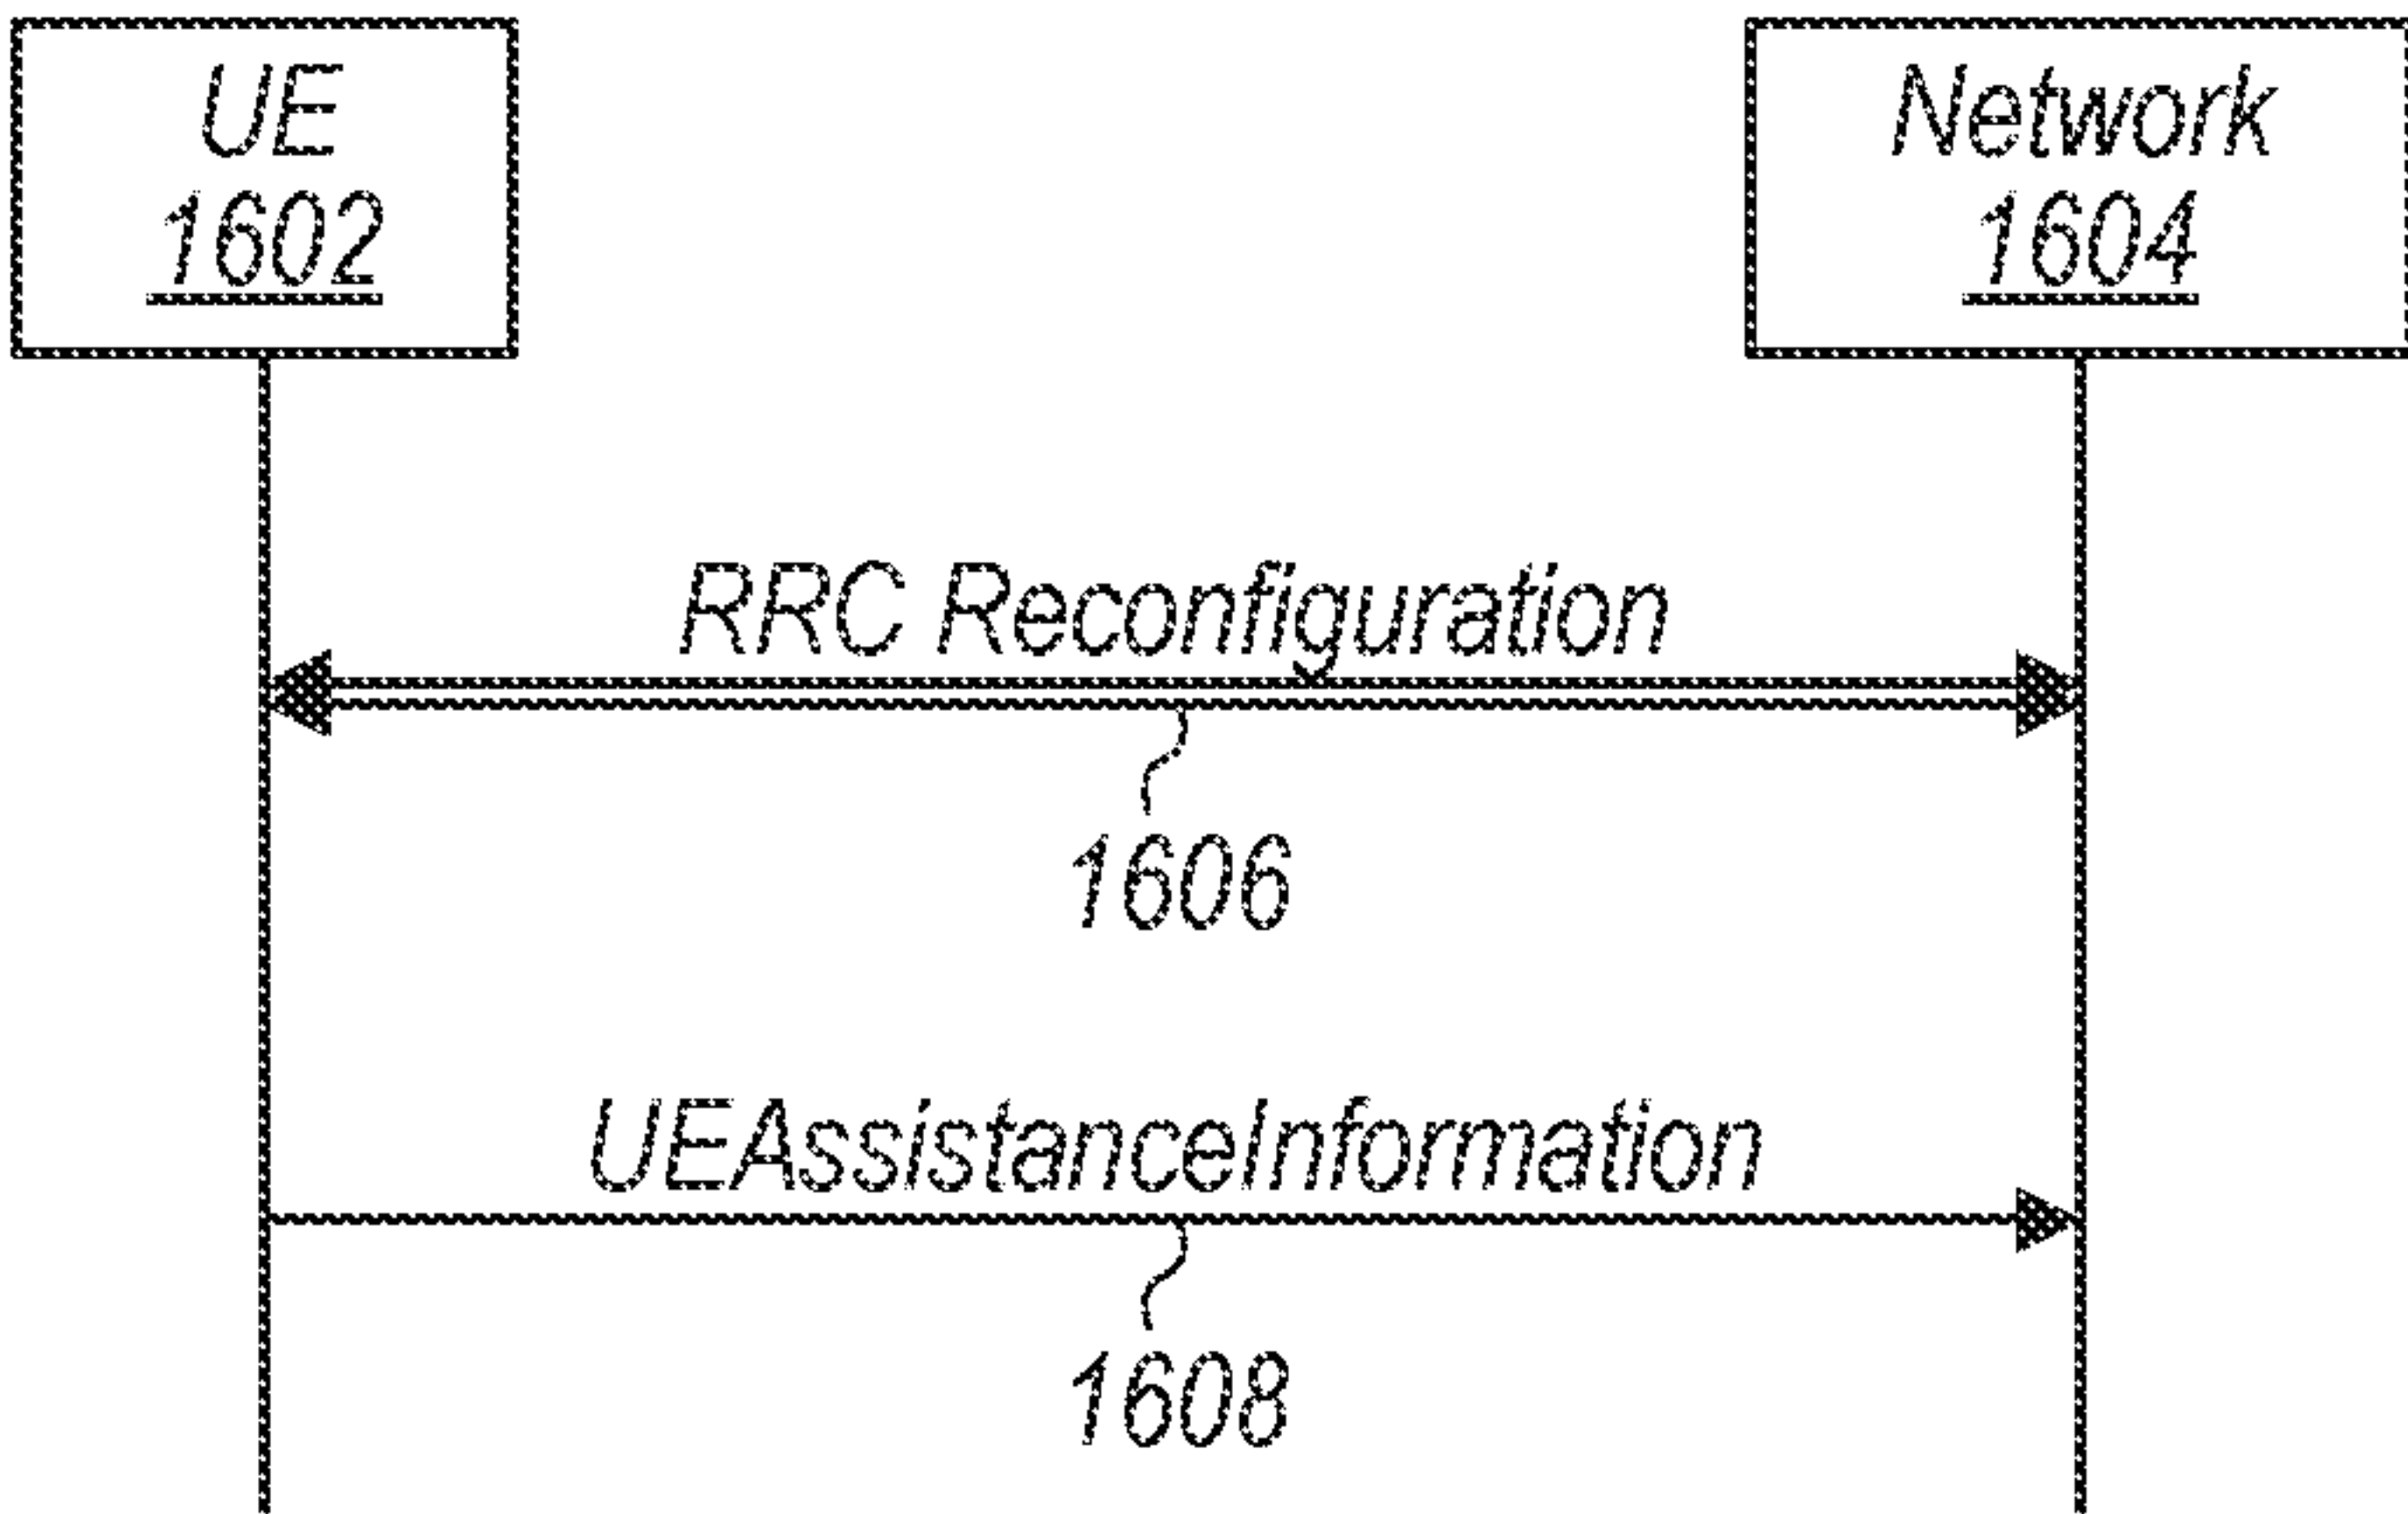 UE
1602
Network
1604
RRC Reconfiguration
1606
UEAssistanceInformation
1608